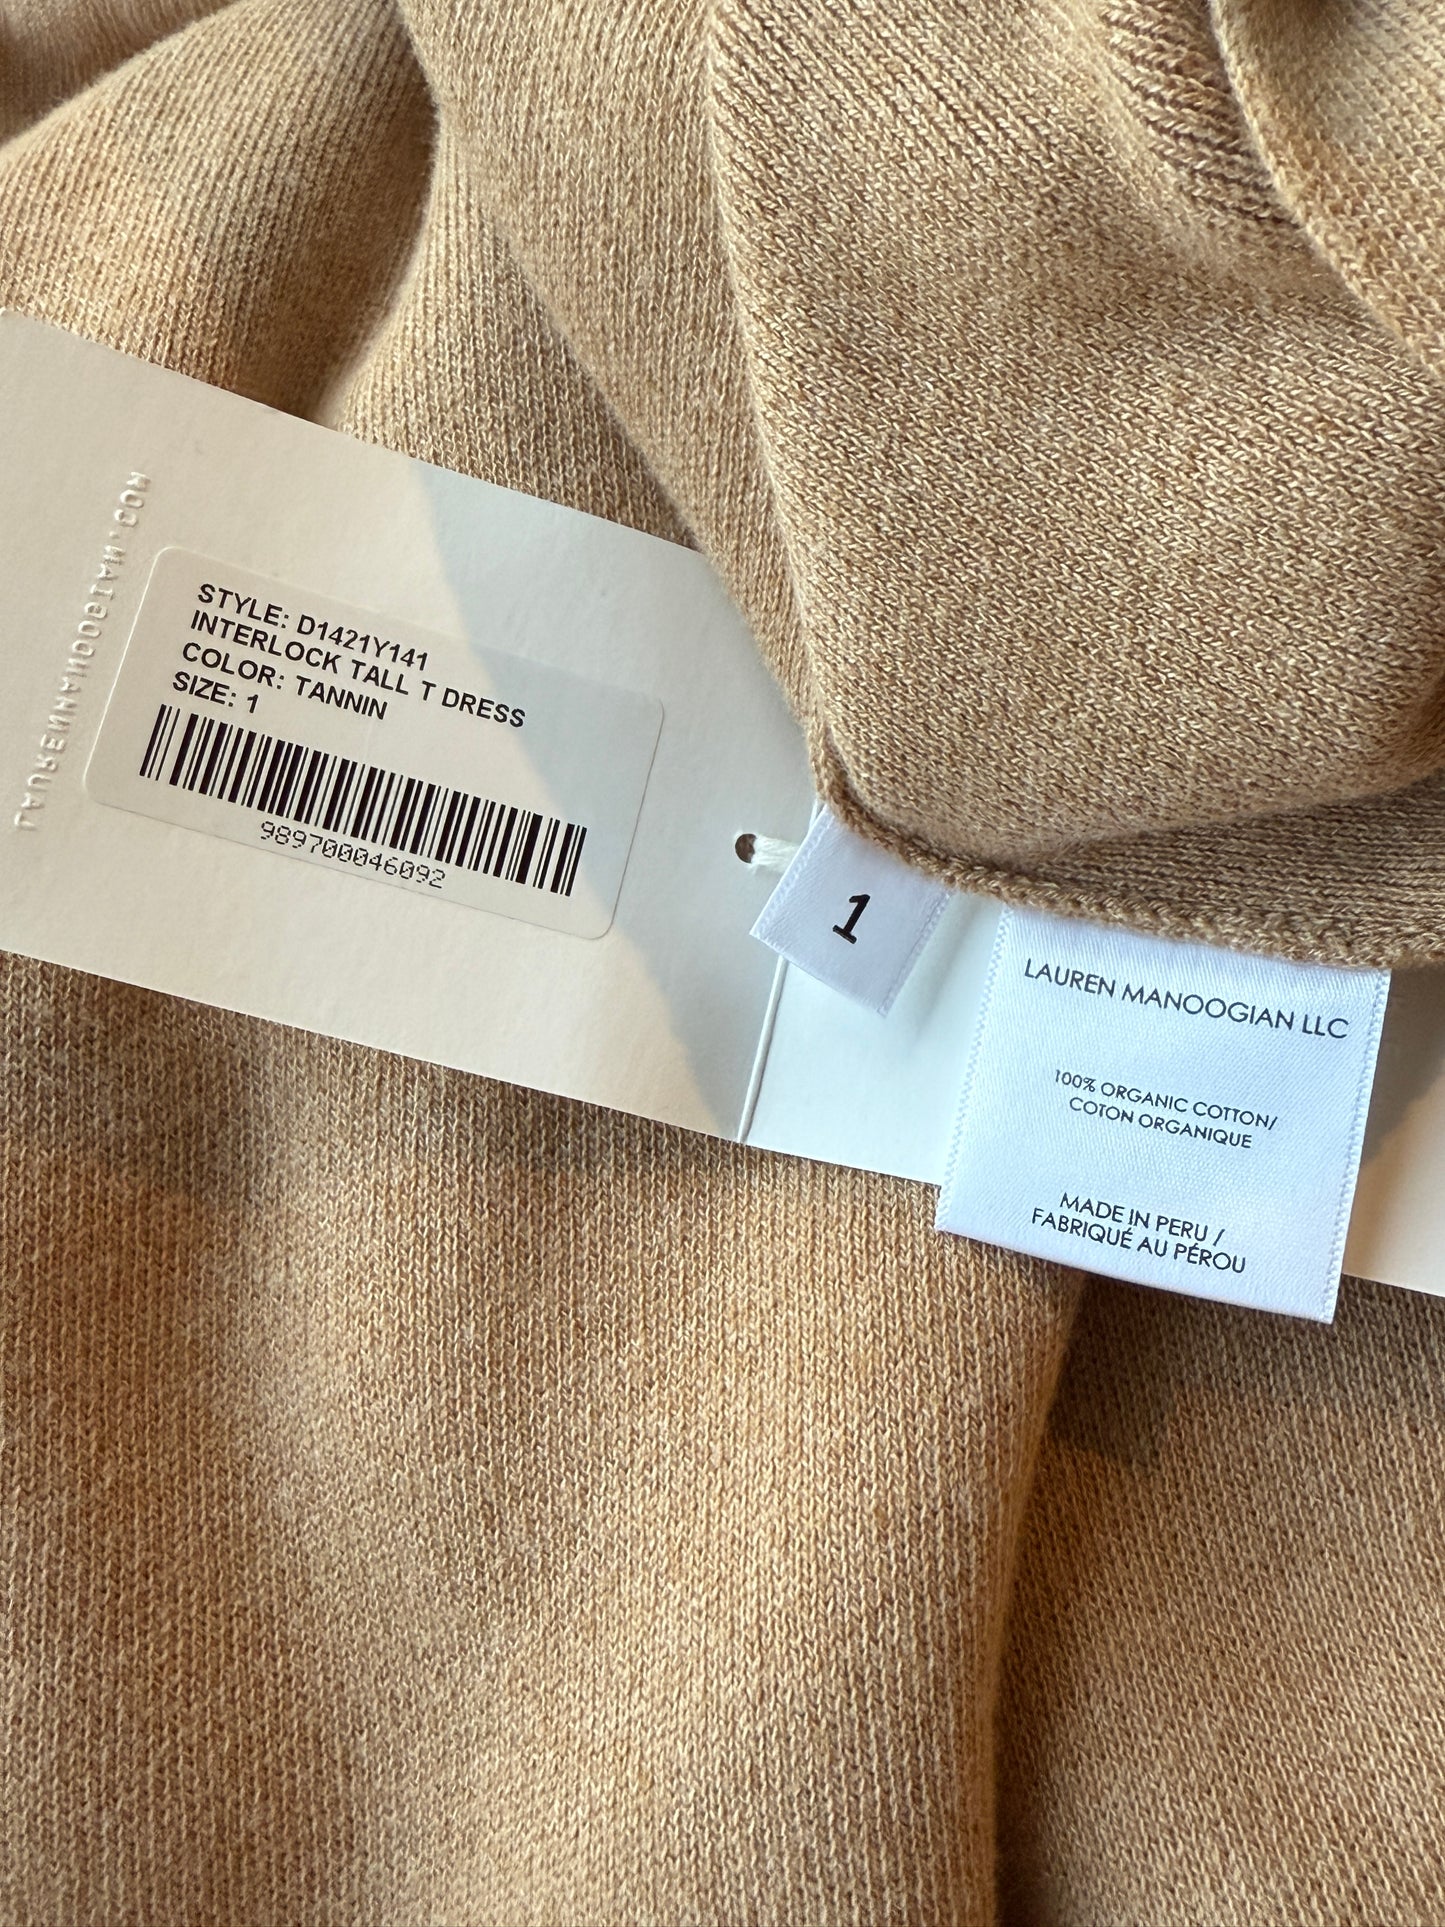 LAURENMANOOGIAN.COM
STYLE: D1421Y141
INTERLOCK TALL T DRESS
COLOR: TANNIN
SIZE: 1
989700046092
1
LAUREN MANOOGIAN LLC
100% ORGANIC COTTON/
COTON ORGANIQUE
MADE IN PERU /
FABRIQUÉ AU PÉROU